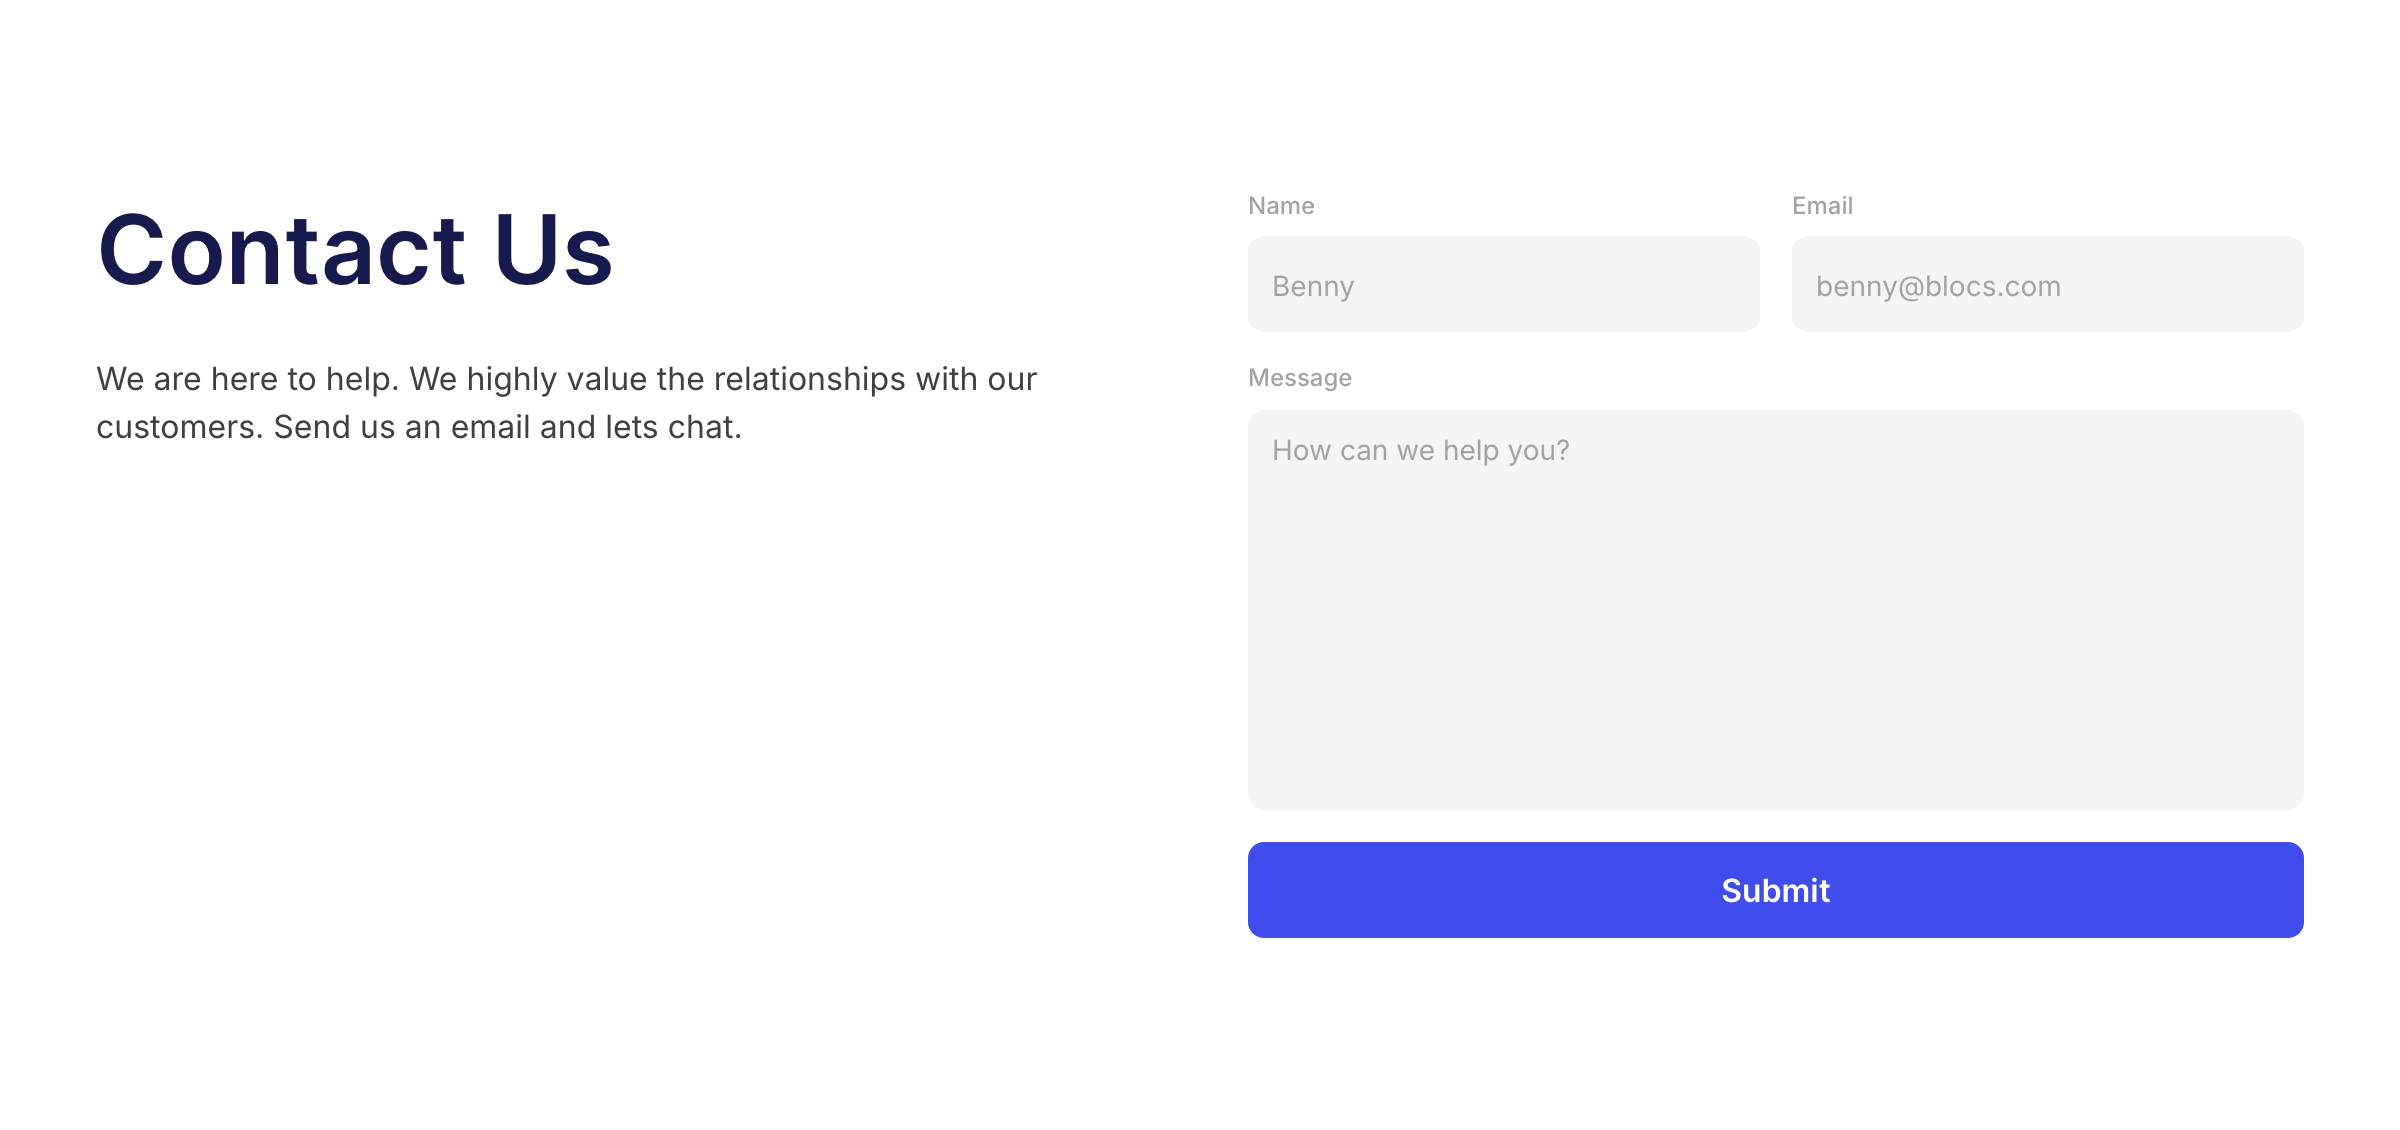 Contact Us
We are here to help. We highly value the relationships with our
customers. Send us an email and lets chat.
Name
Benny
Email
benny@blocs.com
Message
How can we help you?
Submit